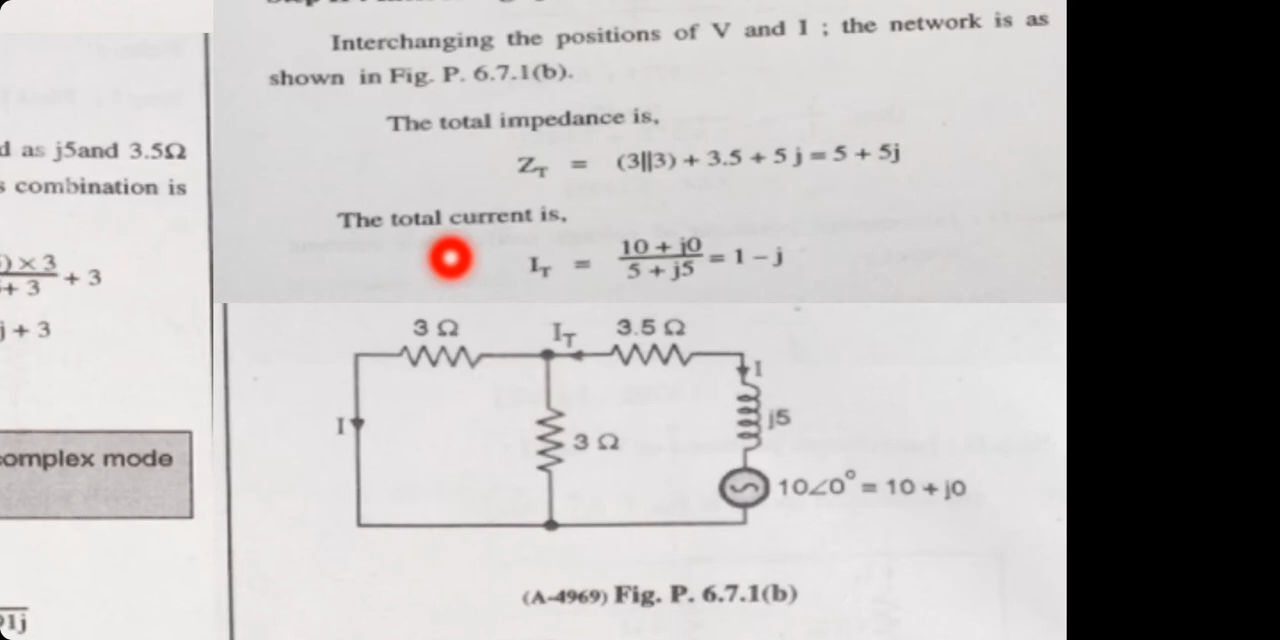 Interchanging the positions of V and I ; the network is as
shown in Fig. P. 6.7.1(b).
The total impedance is,
Z_T = (3||3) + 3.5 + 5 j = 5 + 5j
The total current is,
I_T = (10 + j0)/(5 + j5) = 1 – j
d as j5and 3.5Ω
s combination is
) × 3
+ 3
+ 3
j + 3
omplex mode
1j
3 Ω
I_T
3.5 Ω
I
I
j5
3 Ω
10∠0° = 10 + j0
(A-4969) Fig. P. 6.7.1(b)